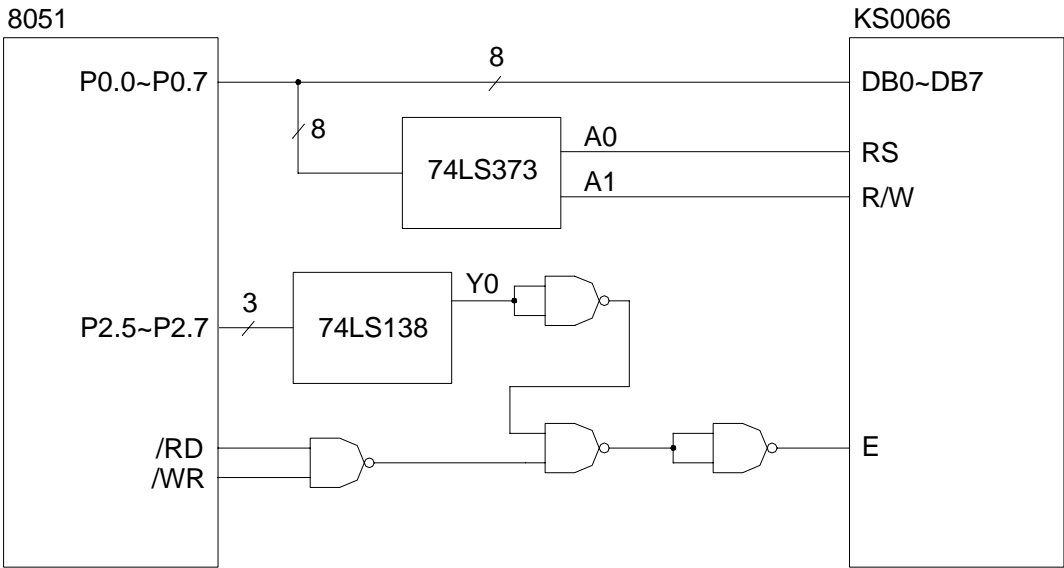 8051
KS0066
P0.0~P0.7
8
DB0~DB7
8
74LS373
A0
RS
A1
R/W
P2.5~P2.7
3
74LS138
Y0
/RD
/WR
E